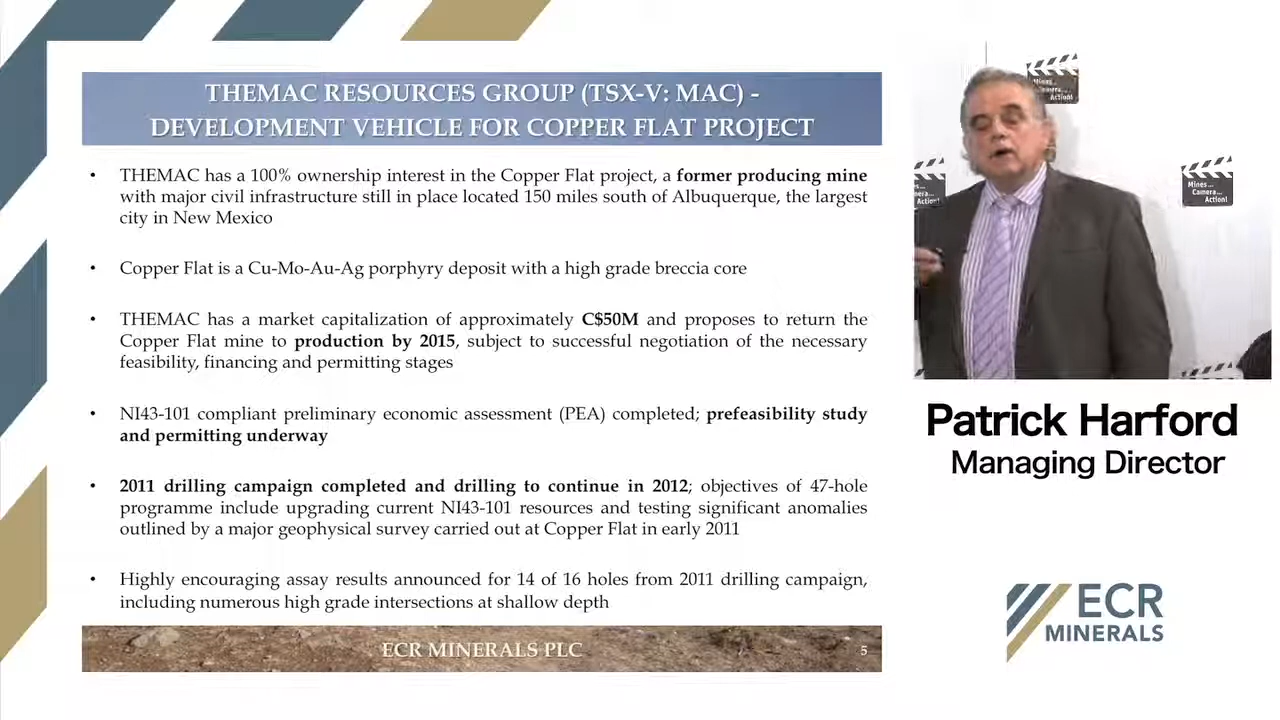 THEMAC RESOURCES GROUP (TSX-V: MAC) -
DEVELOPMENT VEHICLE FOR COPPER FLAT PROJECT
• THEMAC has a 100% ownership interest in the Copper Flat project, a former producing mine
with major civil infrastructure still in place located 150 miles south of Albuquerque, the largest
city in New Mexico
• Copper Flat is a Cu-Mo-Au-Ag porphyry deposit with a high grade breccia core
• THEMAC has a market capitalization of approximately C$50M and proposes to return the
Copper Flat mine to production by 2015, subject to successful negotiation of the necessary
feasibility, financing and permitting stages
• NI43-101 compliant preliminary economic assessment (PEA) completed; prefeasibility study
and permitting underway
• 2011 drilling campaign completed and drilling to continue in 2012; objectives of 47-hole
programme include upgrading current NI43-101 resources and testing significant anomalies
outlined by a major geophysical survey carried out at Copper Flat in early 2011
• Highly encouraging assay results announced for 14 of 16 holes from 2011 drilling campaign,
including numerous high grade intersections at shallow depth
ECR MINERALS PLC
5
Mines...
Camera...
Action!
Mines...
Camera...
Action!
Camera...
Action!
Patrick Harford
Managing Director
ECR
MINERALS